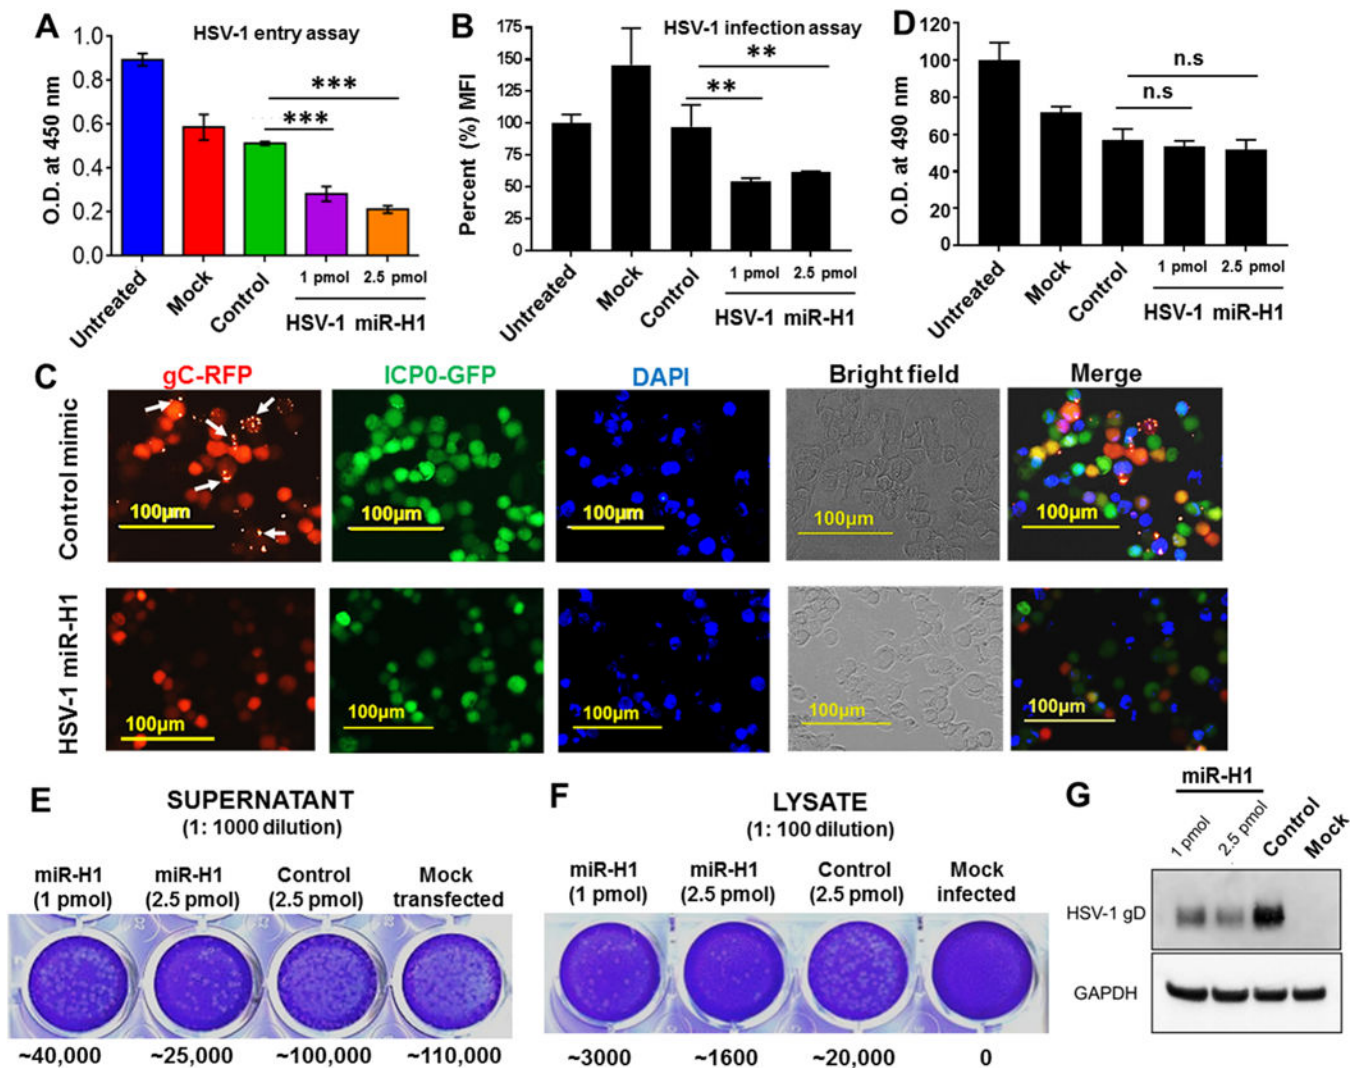 A
HSV-1 entry assay
O.D. at 450 nm
1.0
0.8
0.6
0.4
0.2
0.0
***
***
Untreated
Mock
Control
1 pmol
2.5 pmol
HSV-1 miR-H1
B
HSV-1 infection assay
Percent (%) MFI
175
150
125
100
75
50
25
0
**
**
Untreated
Mock
Control
1 pmol
2.5 pmol
HSV-1 miR-H1
D
O.D. at 490 nm
120
100
80
60
40
20
0
n.s
n.s
Untreated
Mock
Control
1 pmol
2.5 pmol
HSV-1 miR-H1
C
gC-RFP
ICP0-GFP
DAPI
Bright field
Merge
Control mimic
100µm
100µm
100µm
100µm
100µm
HSV-1 miR-H1
100µm
100µm
100µm
100µm
100µm
E
SUPERNATANT
(1: 1000 dilution)
miR-H1
(1 pmol)
miR-H1
(2.5 pmol)
Control
(2.5 pmol)
Mock
transfected
~40,000
~25,000
~100,000
~110,000
F
LYSATE
(1: 100 dilution)
miR-H1
(1 pmol)
miR-H1
(2.5 pmol)
Control
(2.5 pmol)
Mock
infected
~3000
~1600
~20,000
0
G
miR-H1
1 pmol
2.5 pmol
Control
Mock
HSV-1 gD
GAPDH